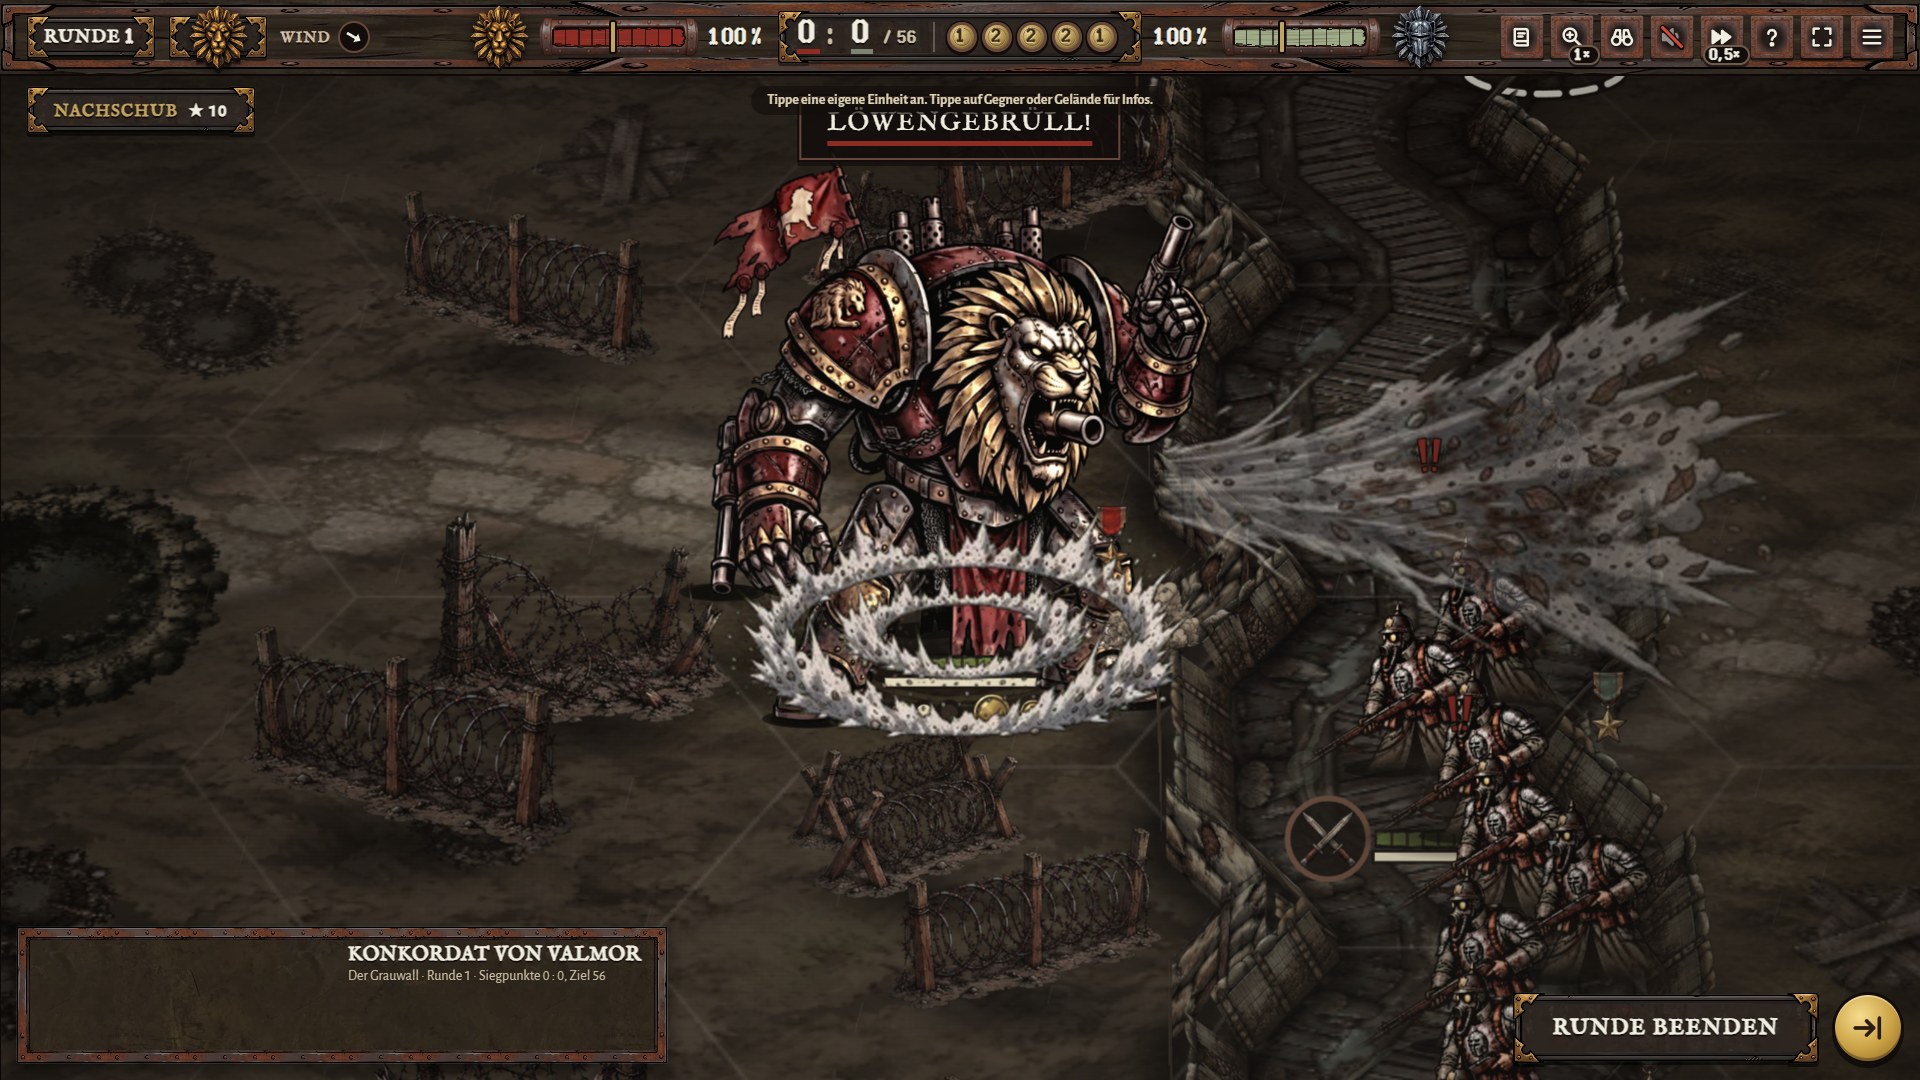 RUNDE 1
WIND
100%
0 : 0 / 56
1 2 2 2 1
100%
1×
0,5×
?
NACHSCHUB ★ 10
Tippe eine eigene Einheit an. Tippe auf Gegner oder Gelände für Infos.
LÖWENGEBRÜLL!
!!
!!
KONKORDAT VON VALMOR
Der Grauwall · Runde 1 · Siegpunkte 0 : 0, Ziel 56
RUNDE BEENDEN